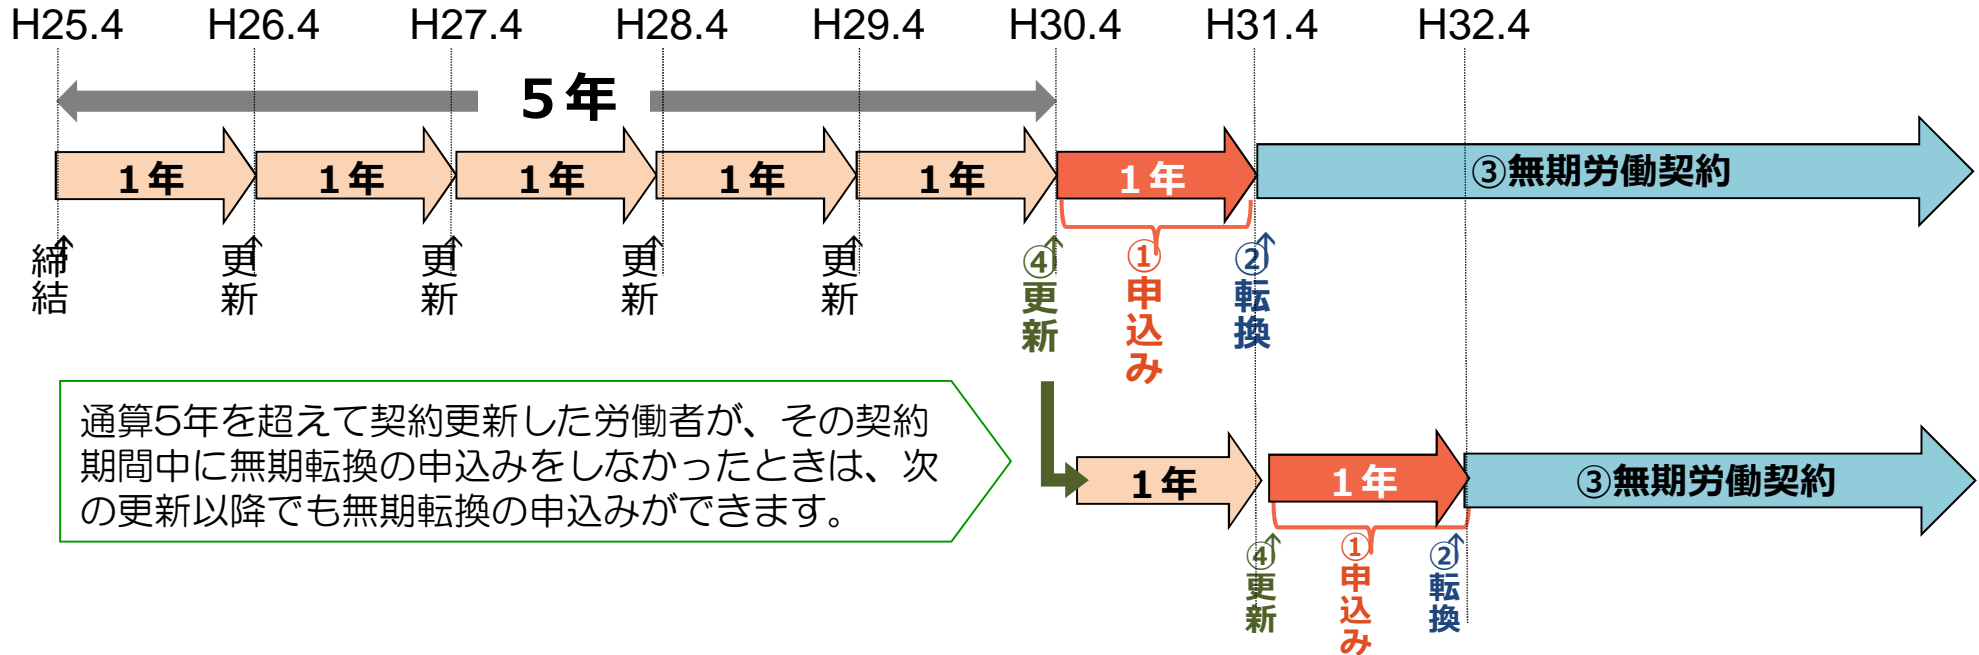 H25.4 H26.4 H27.4 H28.4 H29.4 H30.4 H31.4 H32.4
５年
１年 １年 １年 １年 １年 １年 ③無期労働契約
↑締結
↑更新
↑更新
↑更新
↑更新
↑④更新
①申込み
↑②転換
通算5年を超えて契約更新した労働者が、その契約
期間中に無期転換の申込みをしなかったときは、次
の更新以降でも無期転換の申込みができます。
１年 １年 ③無期労働契約
↑④更新
①申込み
↑②転換